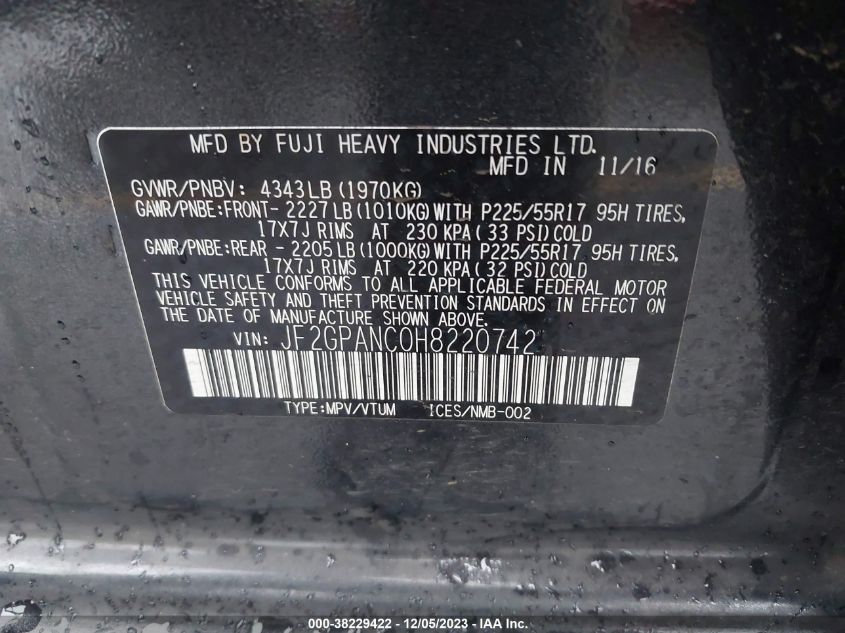 MFD BY FUJI HEAVY INDUSTRIES LTD.
MFD IN 11/16
GVWR/PNBV: 4343LB (1970KG)
GAWR/PNBE:FRONT- 2227 LB (1010KG) WITH P225/55R17 95H TIRES,
17X7J RIMS AT 230 KPA ( 33 PSI) COLD
GAWR/PNBE:REAR - 2205 LB (1000KG) WITH P225/55R17 95H TIRES,
17X7J RIMS AT 220 KPA ( 32 PSI) COLD
THIS VEHICLE CONFORMS TO ALL APPLICABLE FEDERAL MOTOR
VEHICLE SAFETY AND THEFT PREVENTION STANDARDS IN EFFECT ON
THE DATE OF MANUFACTURE SHOWN ABOVE.
VIN: JF2GPANC0H8220742
TYPE:MPV/VTUM ICES/NMB-002
000-38229422 - 12/05/2023 - IAA Inc.